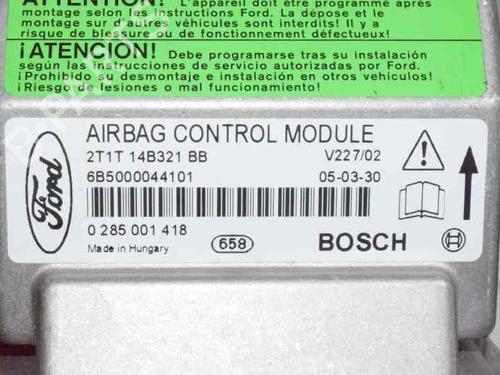 ATTENTION! L'appareil doit être programmé après
montage selon les instructions Ford. La dépose et le
montage sur d'autres véhicules sont interdits! Il y a
risque de blessure ou de fonctionnement défectueux!
¡ATENCION! Debe programarse tras su instalación
según las instrucciones de servicio autorizadas por Ford.
¡Prohibido su desmontaje e instalación en otros vehículos!
¡Riesgo de lesiones o mal funcionamiento!
AIRBAG CONTROL MODULE
2T1T 14B321 BB V227/02
6B5000044101 05-03-30
Ford
0 285 001 418
Made in Hungary 658 BOSCH